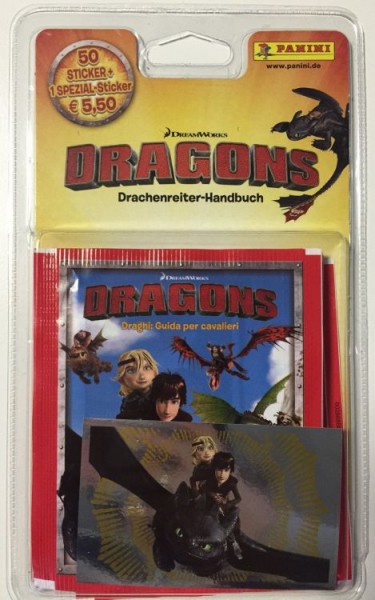 50
STICKER +
1 SPEZIAL-Sticker
€ 5,50
PANINI
www.panini.de
DREAMWORKS
DRAGONS
Drachenreiter-Handbuch
DREAMWORKS
DRAGONS
Draghi: Guida per cavalieri